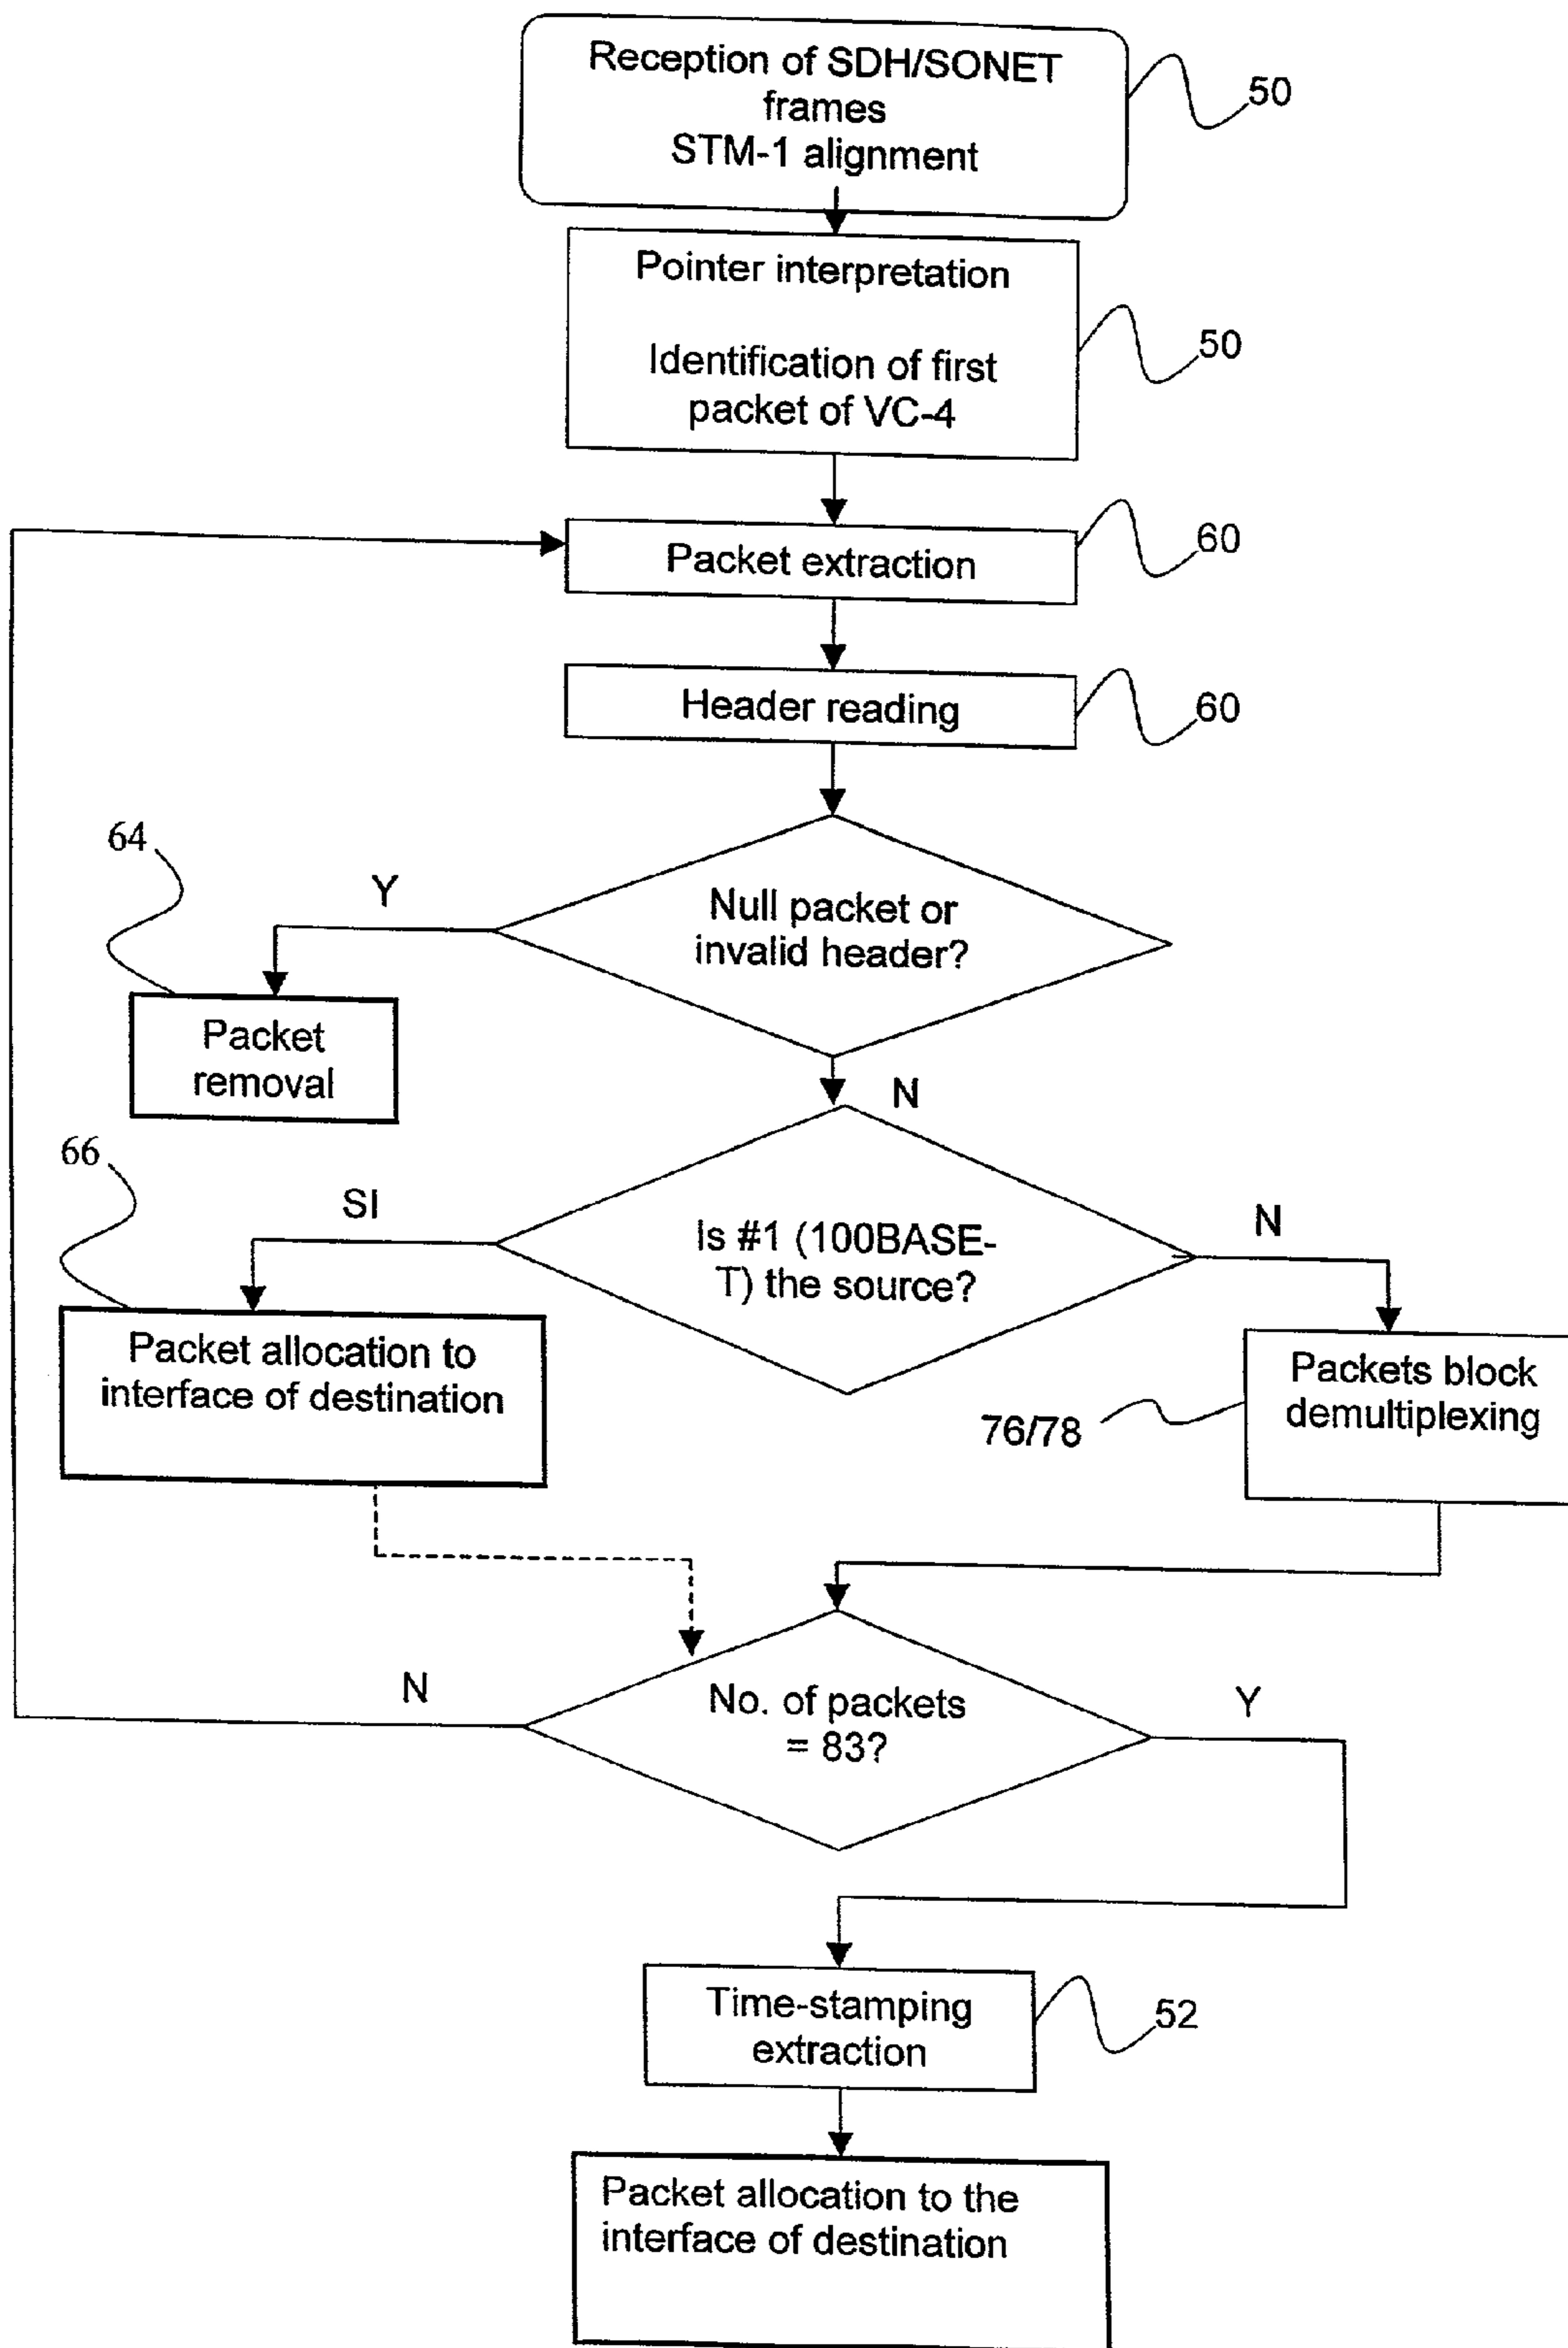 Reception of SDH/SONET
frames
STM-1 alignment
50
Pointer interpretation
Identification of first
packet of VC-4
50
Packet extraction
60
Header reading
60
64
Y
Null packet or
invalid header?
Packet
removal
N
66
SI
Is #1 (100BASE-
T) the source?
N
Packet allocation to
interface of destination
Packets block
demultiplexing
76/78
N
No. of packets
= 83?
Y
Time-stamping
extraction
52
Packet allocation to the
interface of destination